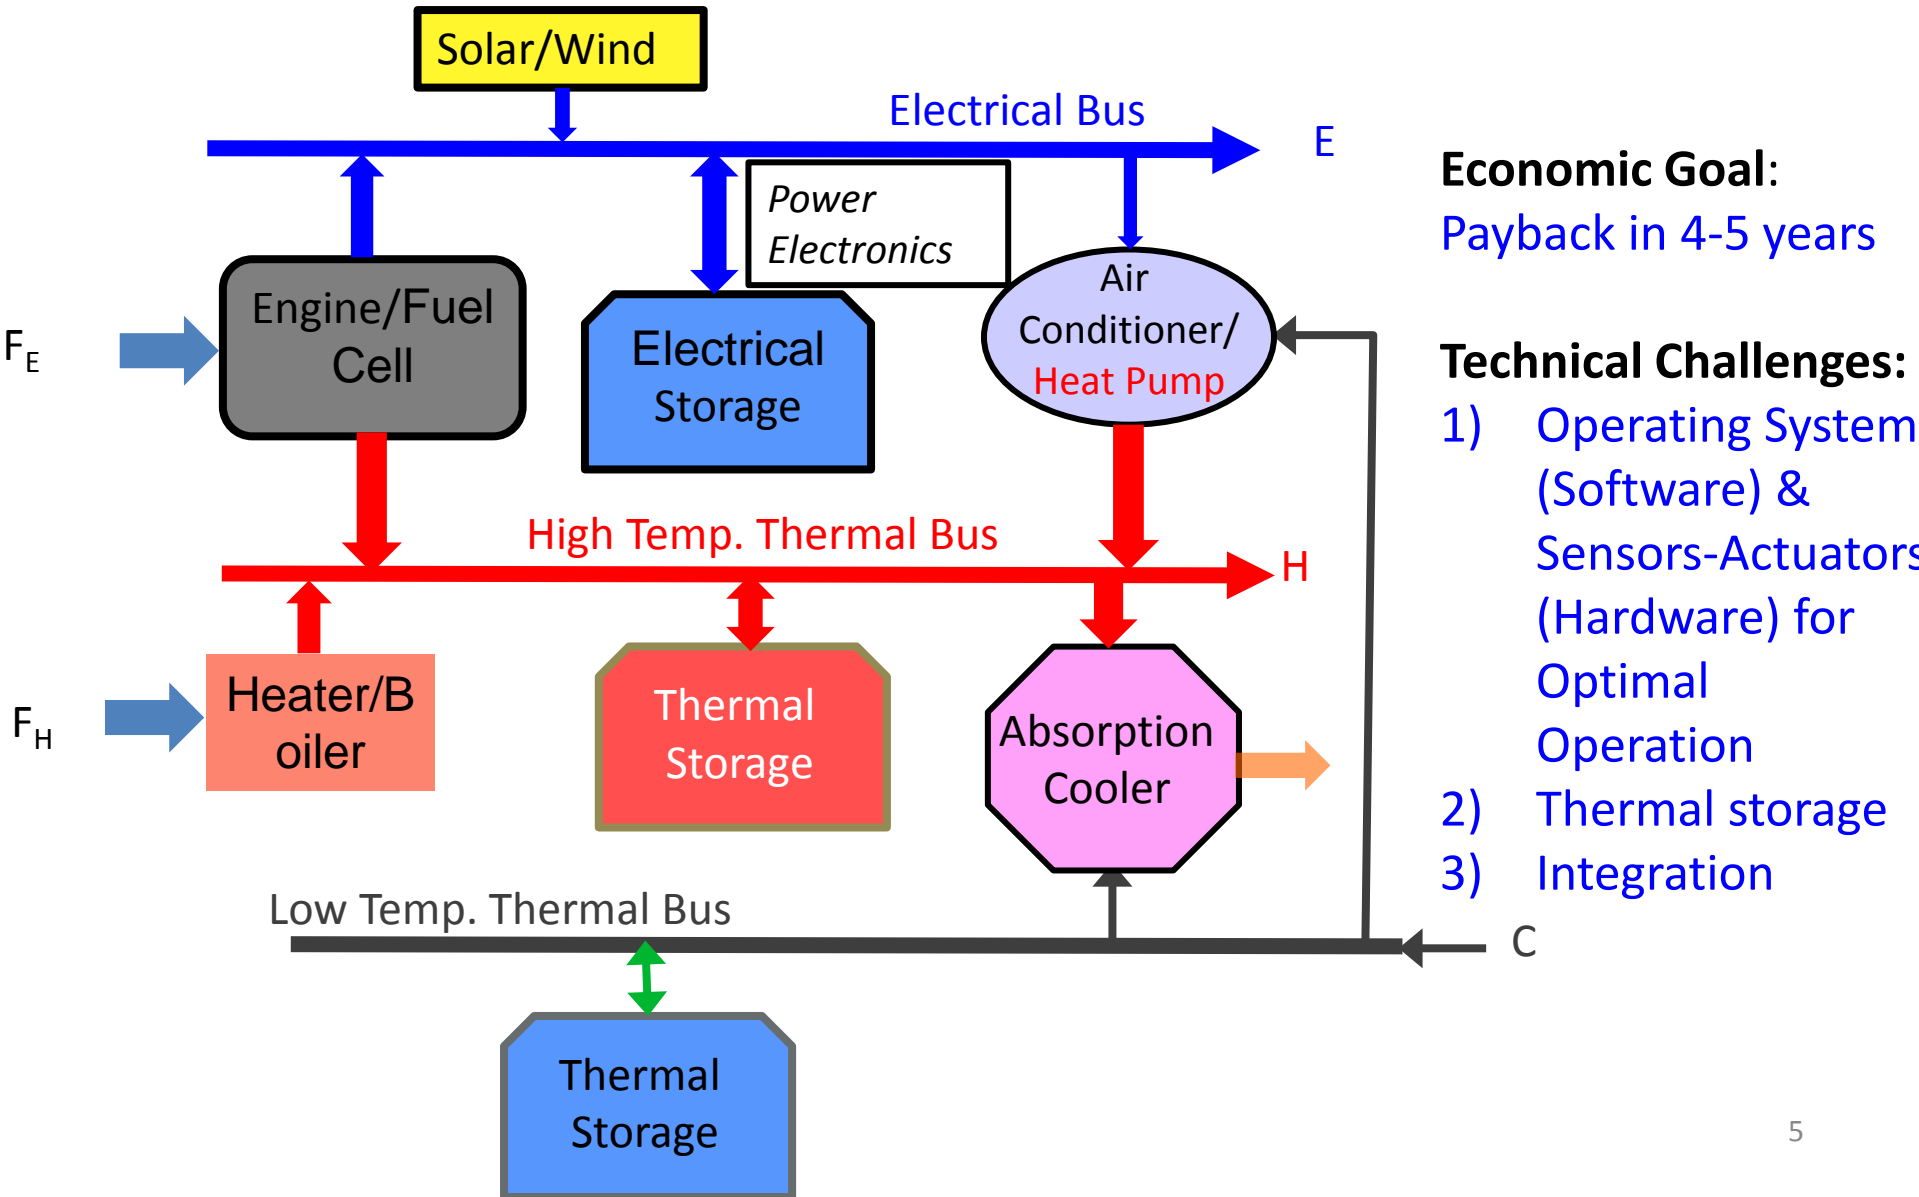 Solar/Wind
Electrical Bus
E
Power
Electronics
Engine/Fuel
Cell
F_E
Electrical
Storage
Air
Conditioner/
Heat Pump
High Temp. Thermal Bus
H
Heater/B
oiler
F_H
Thermal
Storage
Absorption
Cooler
Low Temp. Thermal Bus
C
Thermal
Storage
Economic Goal:
Payback in 4-5 years
Technical Challenges:
1) Operating System
(Software) &
Sensors-Actuators
(Hardware) for
Optimal
Operation
2) Thermal storage
3) Integration
5